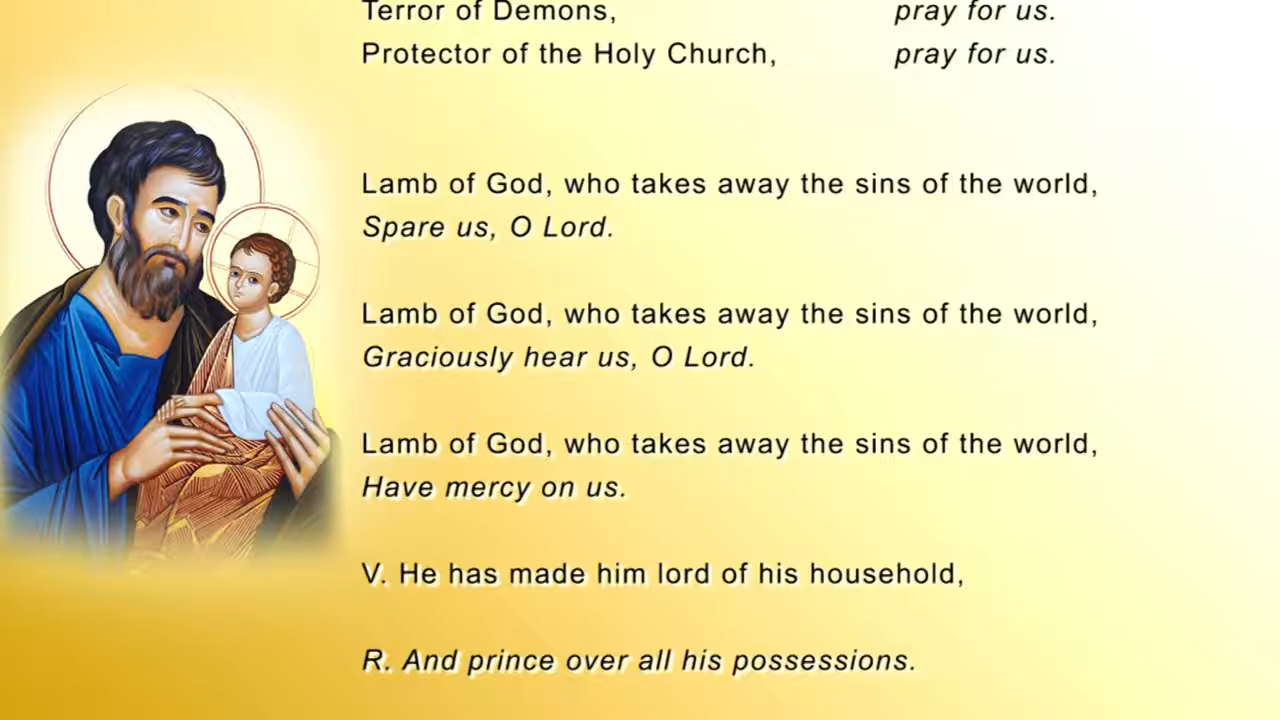 Terror of Demons, pray for us.
Protector of the Holy Church, pray for us.
Lamb of God, who takes away the sins of the world,
Spare us, O Lord.
Lamb of God, who takes away the sins of the world,
Graciously hear us, O Lord.
Lamb of God, who takes away the sins of the world,
Have mercy on us.
V. He has made him lord of his household,
R. And prince over all his possessions.